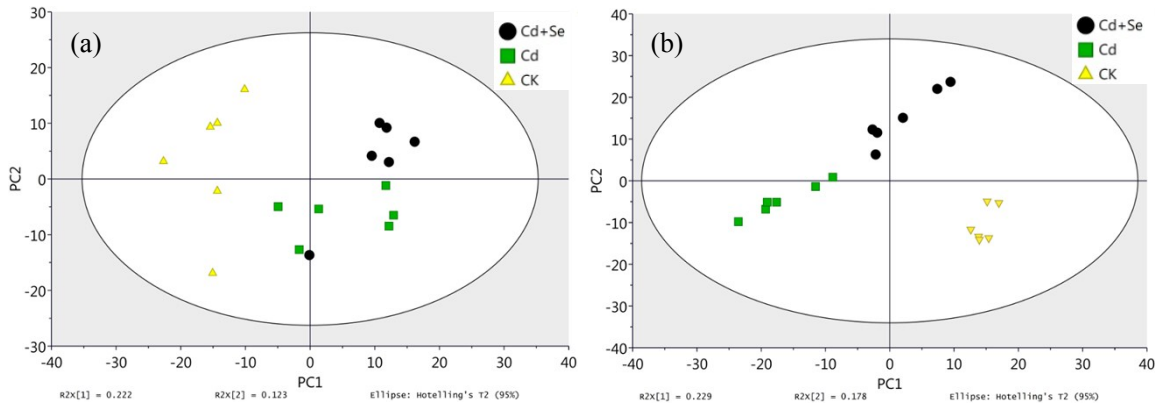 (a)
Cd+Se
Cd
CK
30
20
10
0
-10
-20
-30
PC2
-40 -30 -20 -10 0 10 20 30 40
PC1
R2X[1] = 0.222 R2X[2] = 0.123 Ellipse: Hotelling's T2 (95%)
(b)
Cd+Se
Cd
CK
40
30
20
10
0
-10
-20
-30
-40
PC2
-40 -30 -20 -10 0 10 20 30 40
PC1
R2X[1] = 0.229 R2X[2] = 0.178 Ellipse: Hotelling's T2 (95%)